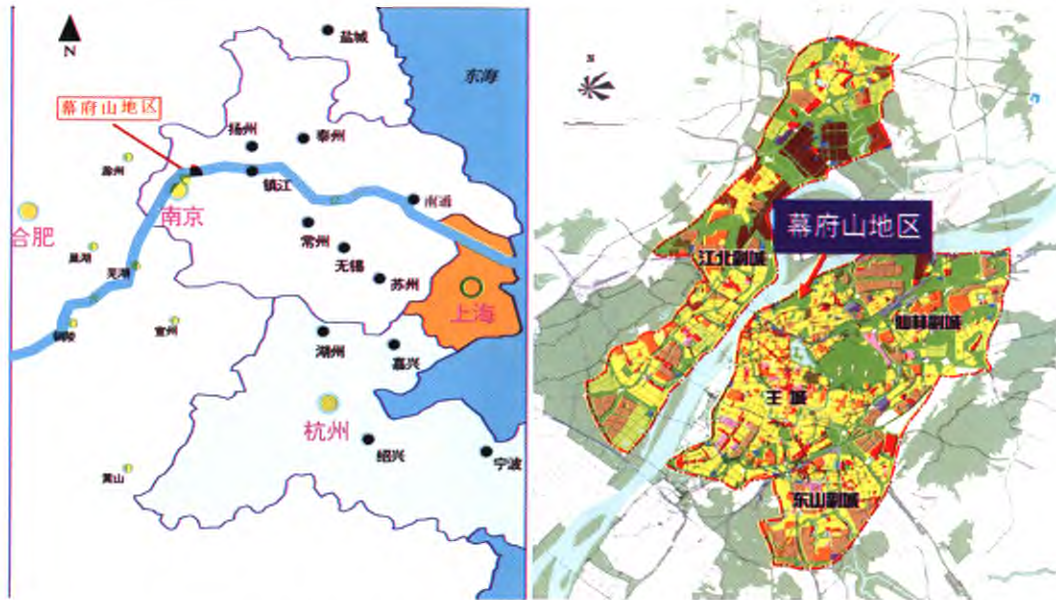 N
盐城
东海
幕府山地区
扬州
泰州
滁州
镇江
南通
南京
合肥
常州
巢湖
无锡
芜湖
苏州
上海
铜陵
宣州
湖州
嘉兴
杭州
绍兴
宁波
黄山
N
幕府山地区
江北副城
仙林副城
主城
东山副城